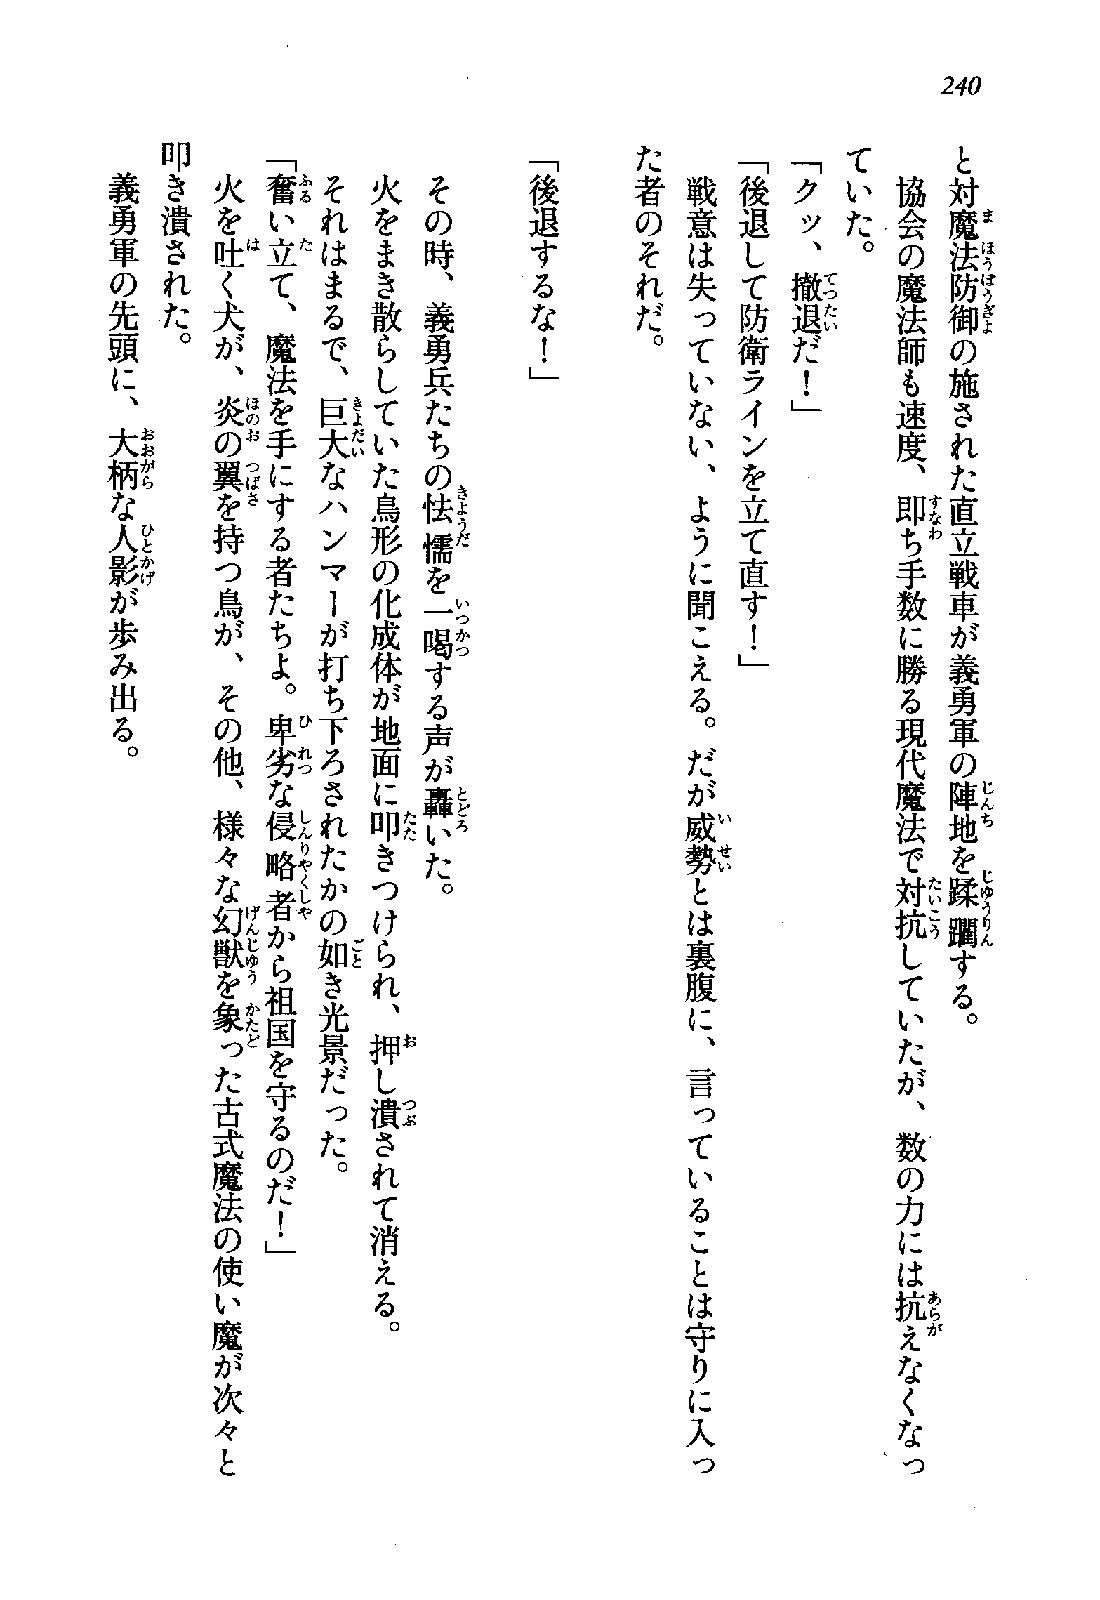 240
と対魔法防御の施された直立戦車が義勇軍の陣地を蹂躙する。
協会の魔法師も速度、即ち手数に勝る現代魔法で対抗していたが、数の力には抗えなくなっ
ていた。
「クッ、撤退だ！」
「後退して防衛ラインを立て直す！」
戦意は失っていない、ように聞こえる。だが威勢とは裏腹に、言っていることは守りに入っ
た者のそれだ。
「後退するな！」
その時、義勇兵たちの怯懦を一喝する声が轟いた。
火をまき散らしていた鳥形の化成体が地面に叩きつけられ、押し潰されて消える。
それはまるで、巨大なハンマーが打ち下ろされたかの如き光景だった。
「奮い立て、魔法を手にする者たちよ。卑劣な侵略者から祖国を守るのだ！」
火を吐く犬が、炎の翼を持つ鳥が、その他、様々な幻獣を象った古式魔法の使い魔が次々と
叩き潰された。
義勇軍の先頭に、大柄な人影が歩み出る。